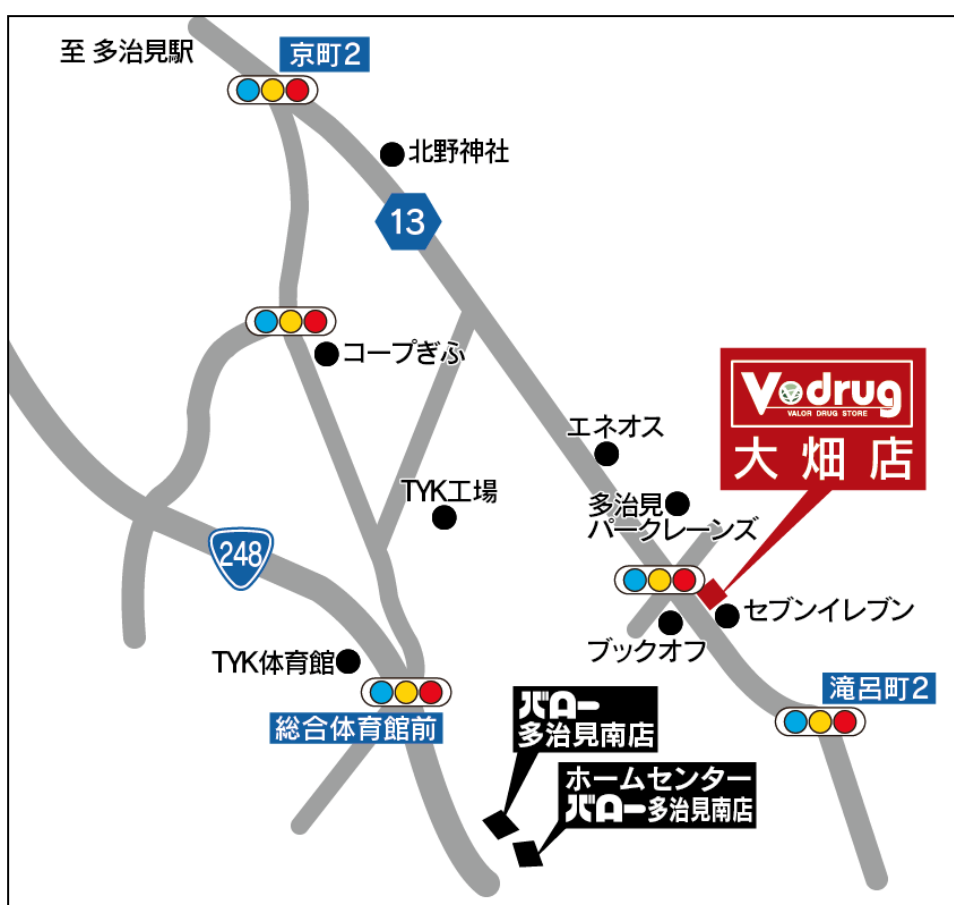 至 多治見駅
京町2
北野神社
13
コープぎふ
V drug
VALOR DRUG STORE
大畑店
エネオス
TYK工場
多治見
パークレーンズ
248
セブンイレブン
ブックオフ
TYK体育館
滝呂町2
総合体育館前
バロー
多治見南店
ホームセンター
バロー多治見南店